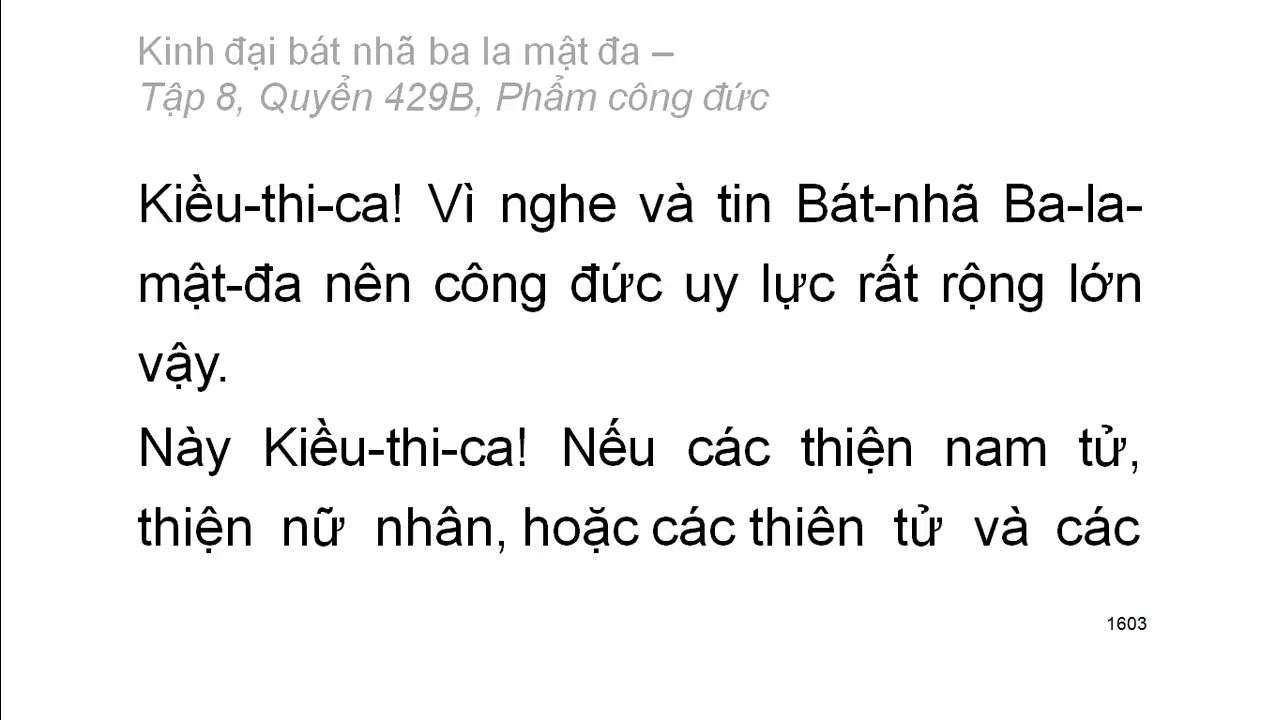 Kinh đại bát nhã ba la mật đa –
Tập 8, Quyển 429B, Phẩm công đức
Kiều-thi-ca! Vì nghe và tin Bát-nhã Ba-la-
mật-đa nên công đức uy lực rất rộng lớn
vậy.
Này Kiều-thi-ca! Nếu các thiện nam tử,
thiện nữ nhân, hoặc các thiên tử và các
1603